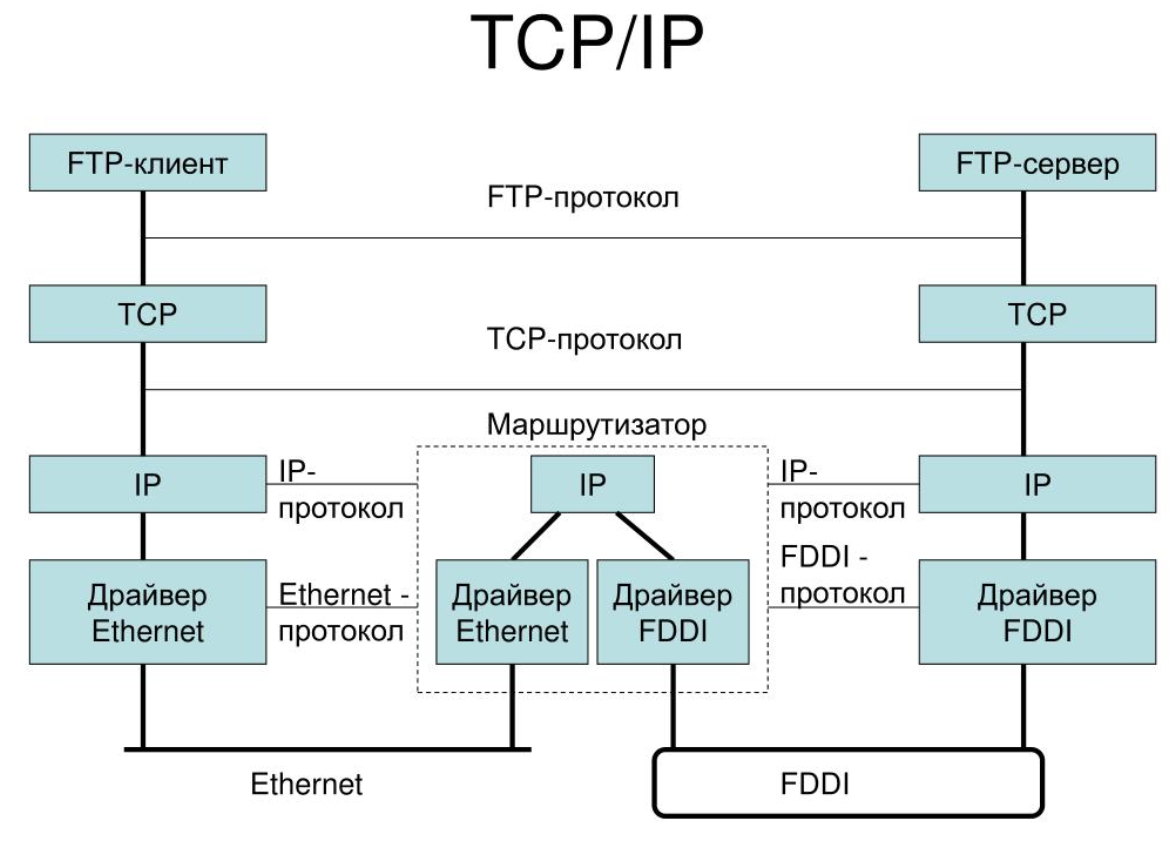 TCP/IP
FTP-клиент
FTP-сервер
FTP-протокол
TCP
TCP
TCP-протокол
Маршрутизатор
IP
IP-
протокол
IP
IP-
протокол
IP
Драйвер
Ethernet
Ethernet -
протокол
Драйвер
Ethernet
Драйвер
FDDI
FDDI -
протокол
Драйвер
FDDI
Ethernet
FDDI